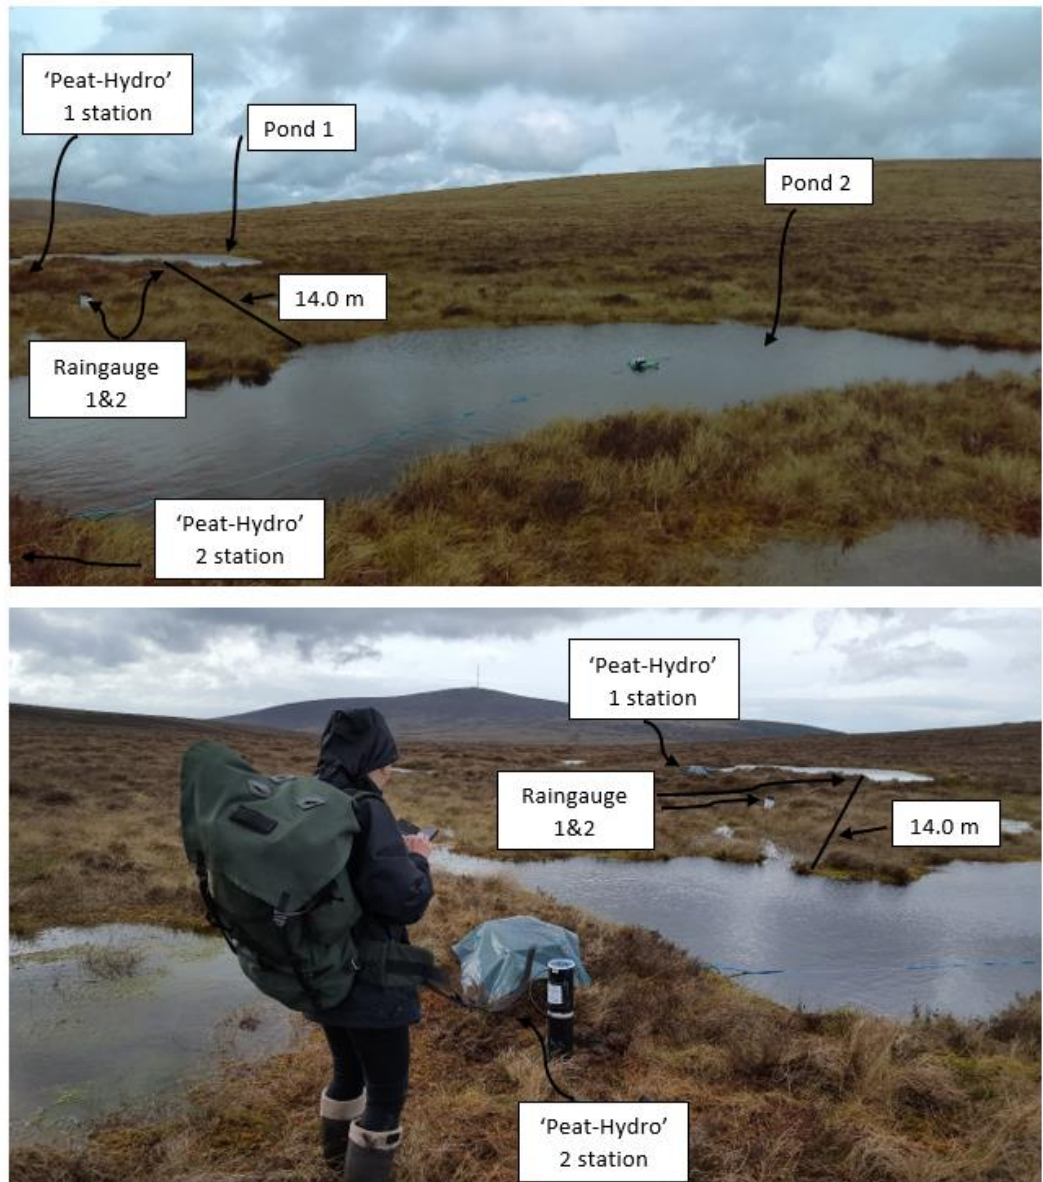 ‘Peat-Hydro’
1 station
Pond 1
Pond 2
14.0 m
Raingauge
1&2
‘Peat-Hydro’
2 station
‘Peat-Hydro’
1 station
Raingauge
1&2
14.0 m
‘Peat-Hydro’
2 station